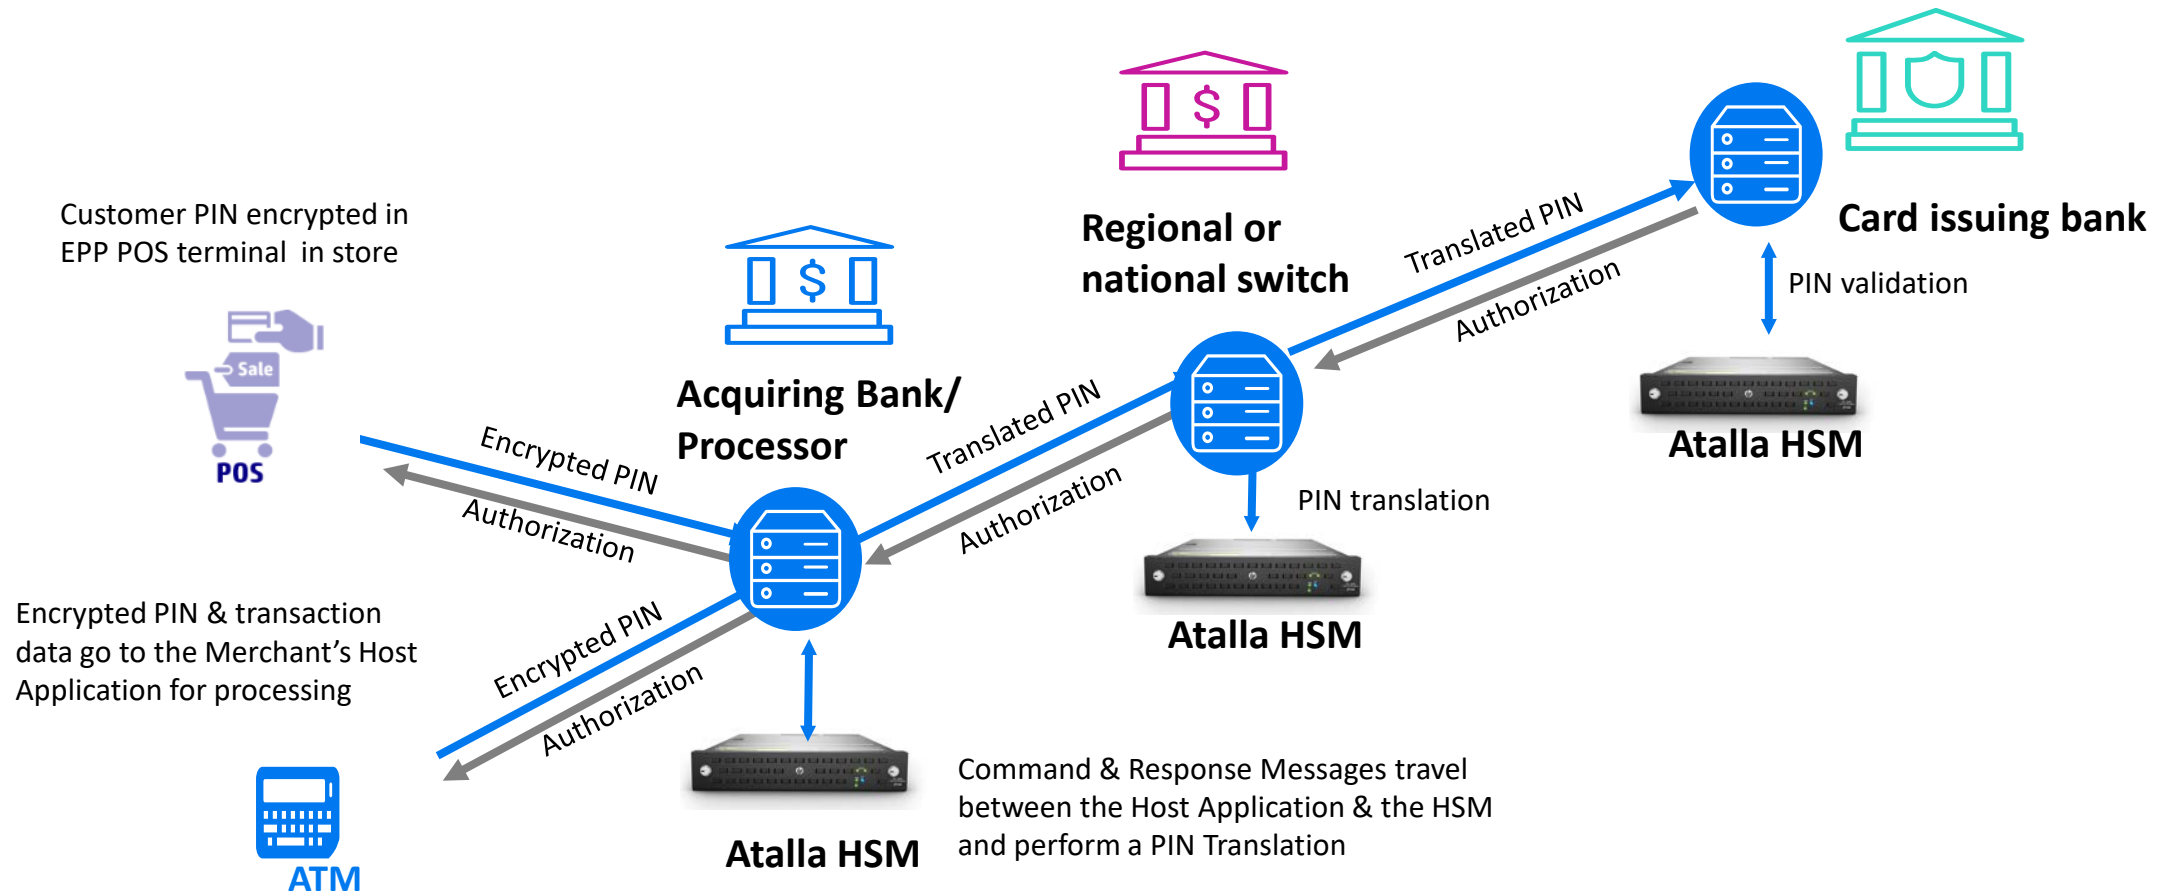 Customer PIN encrypted in
EPP POS terminal in store
Sale
POS
Encrypted PIN
Authorization
Encrypted PIN & transaction
data go to the Merchant's Host
Application for processing
ATM
Encrypted PIN
Authorization
$
Acquiring Bank/
Processor
Atalla HSM
Command & Response Messages travel
between the Host Application & the HSM
and perform a PIN Translation
Translated PIN
Authorization
$
Regional or
national switch
PIN translation
Atalla HSM
Translated PIN
Authorization
Card issuing bank
PIN validation
Atalla HSM